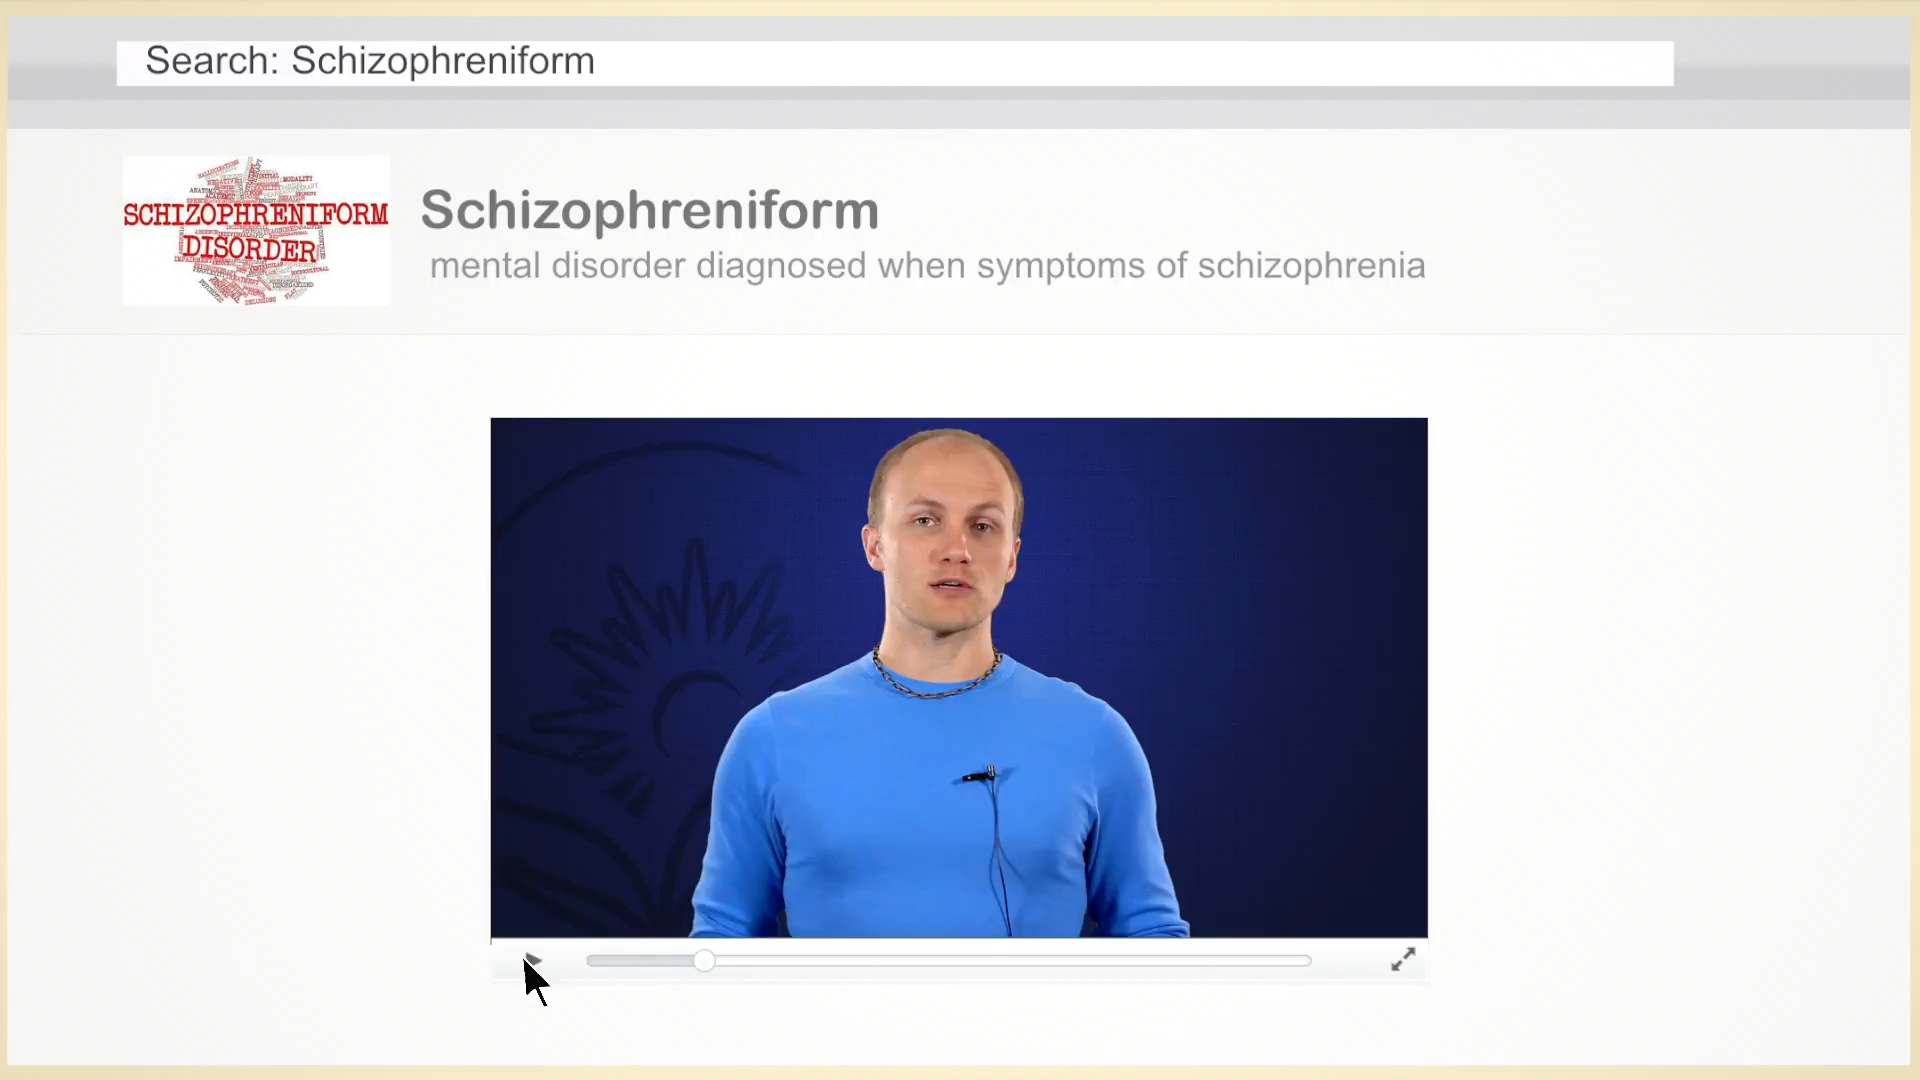 Search: Schizophreniform
SCHIZOPHRENIFORM
DISORDER
Schizophreniform
mental disorder diagnosed when symptoms of schizophrenia